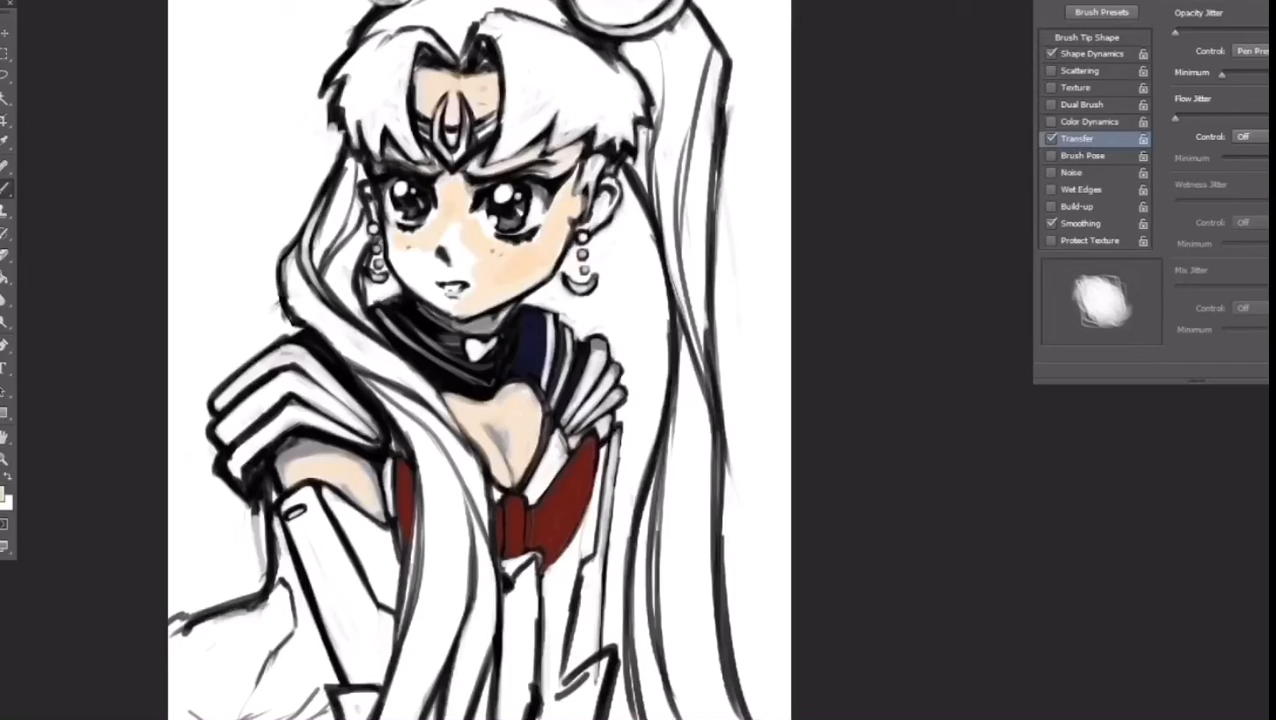 Brush Presets
Opacity Jitter
Brush Tip Shape
Shape Dynamics
Control: Pen Pre
Scattering
Minimum
Texture
Flow Jitter
Dual Brush
Color Dynamics
Transfer
Control: Off
Brush Pose
Minimum
Noise
Wetness Jitter
Wet Edges
Build-up
Control: Off
Smoothing
Minimum
Protect Texture
Mix Jitter
Control: Off
Minimum